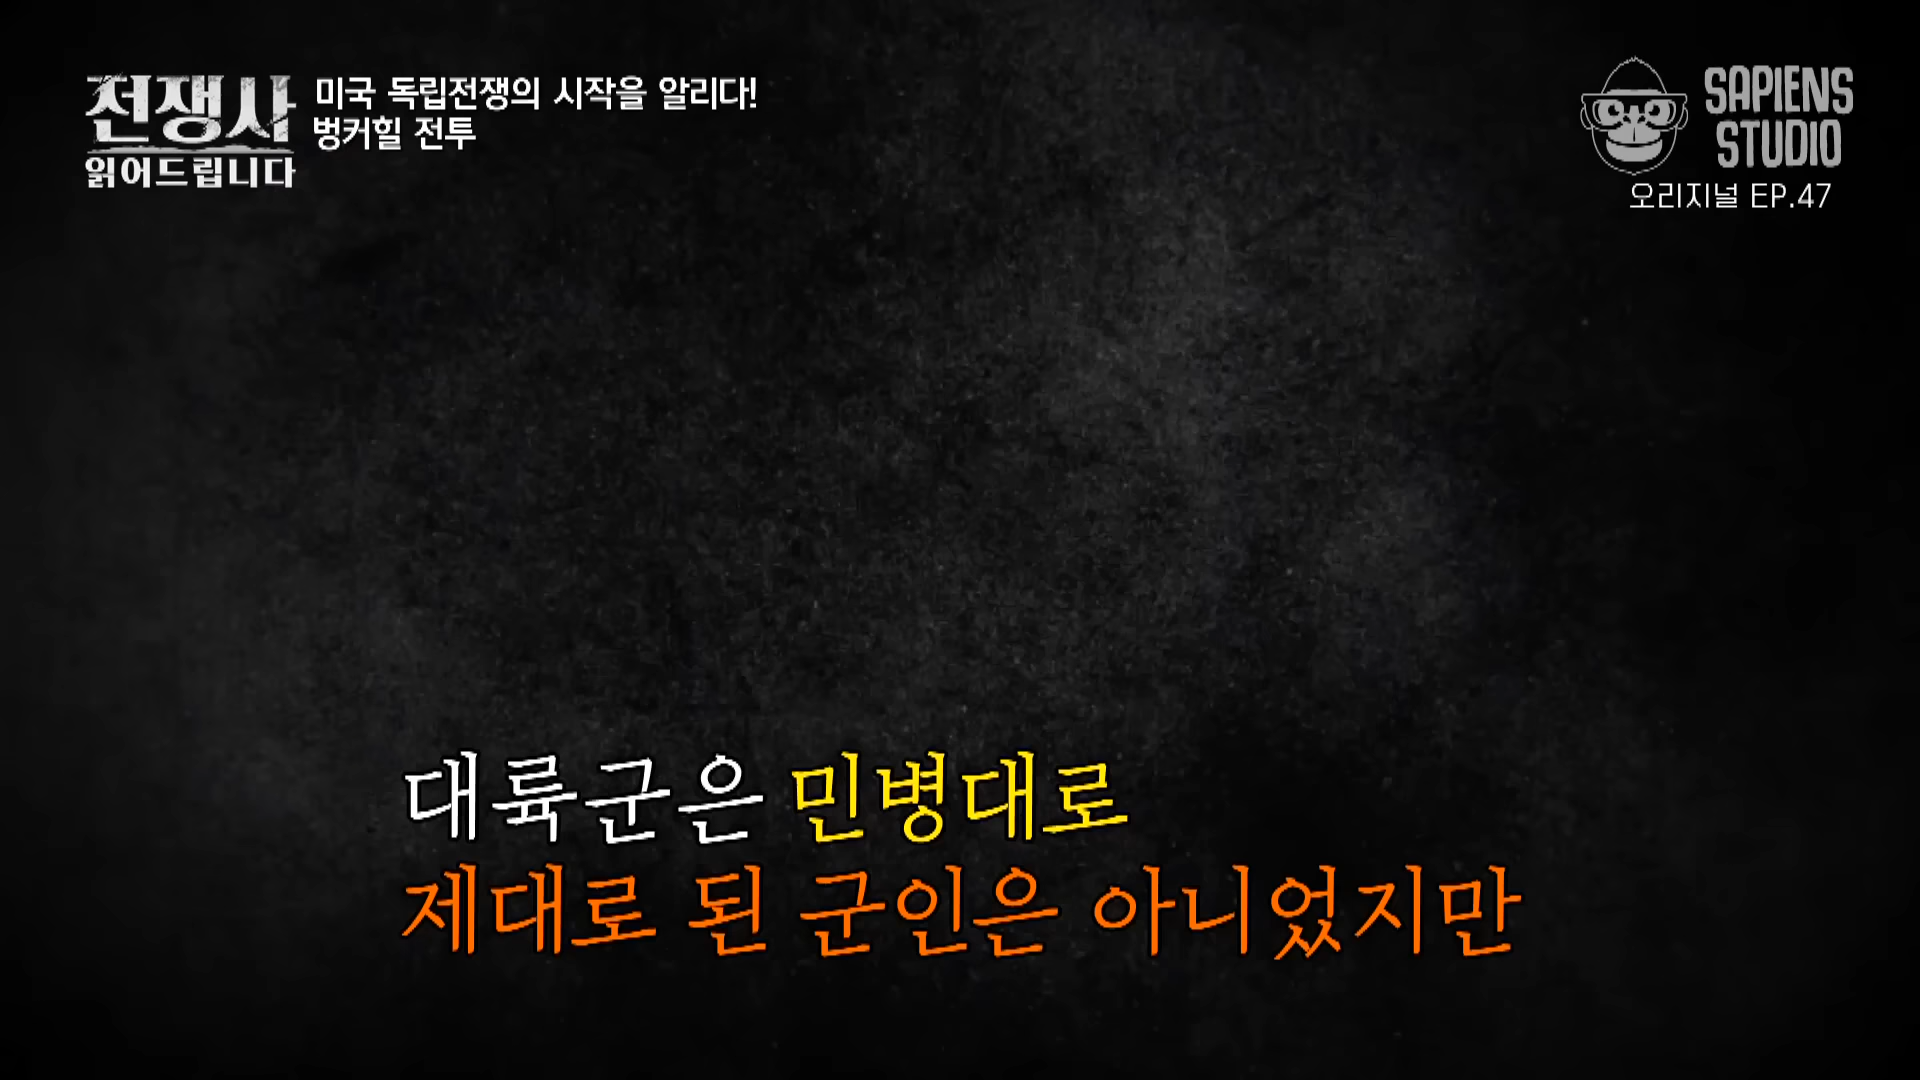 전쟁사
읽어드립니다
미국 독립전쟁의 시작을 알리다!
벙커힐 전투
SAPIENS
STUDIO
오리지널 EP.47
대륙군은 민병대로
제대로 된 군인은 아니었지만